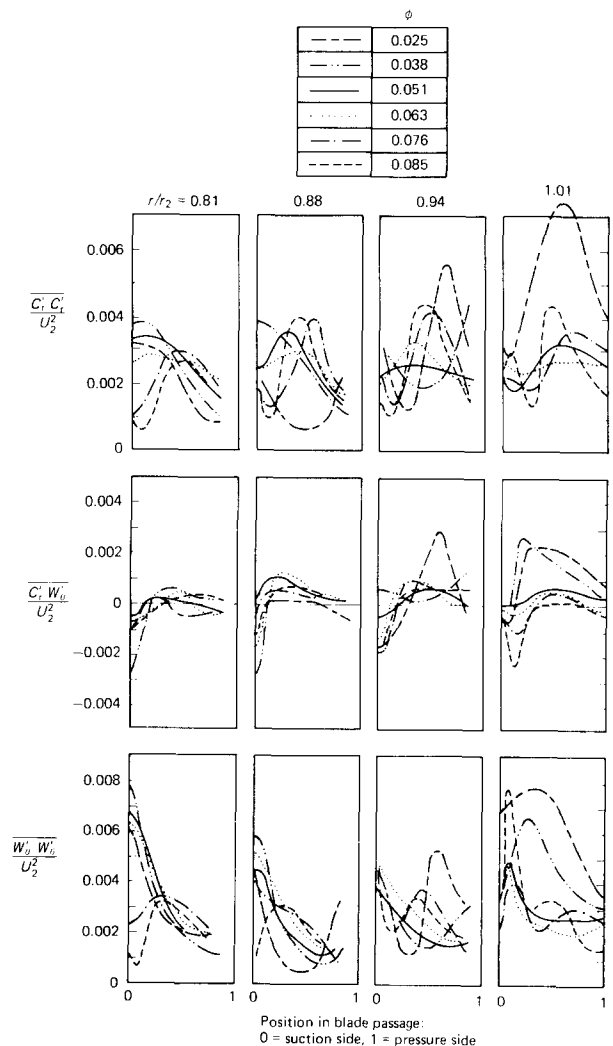 ϕ
0.025
0.038
0.051
0.063
0.076
0.085
r/r₂ = 0.81 0.88 0.94 1.01
0.006
0.004
0.002
0
C′ᵣ C′ᵣ
U₂²
0.004
0.002
0
−0.002
−0.004
C′ᵣ W′θ
U₂²
0.008
0.006
0.004
0.002
0
W′θ W′θ
U₂²
0 1 0 1 0 1 0 1
Position in blade passage:
0 = suction side, 1 = pressure side